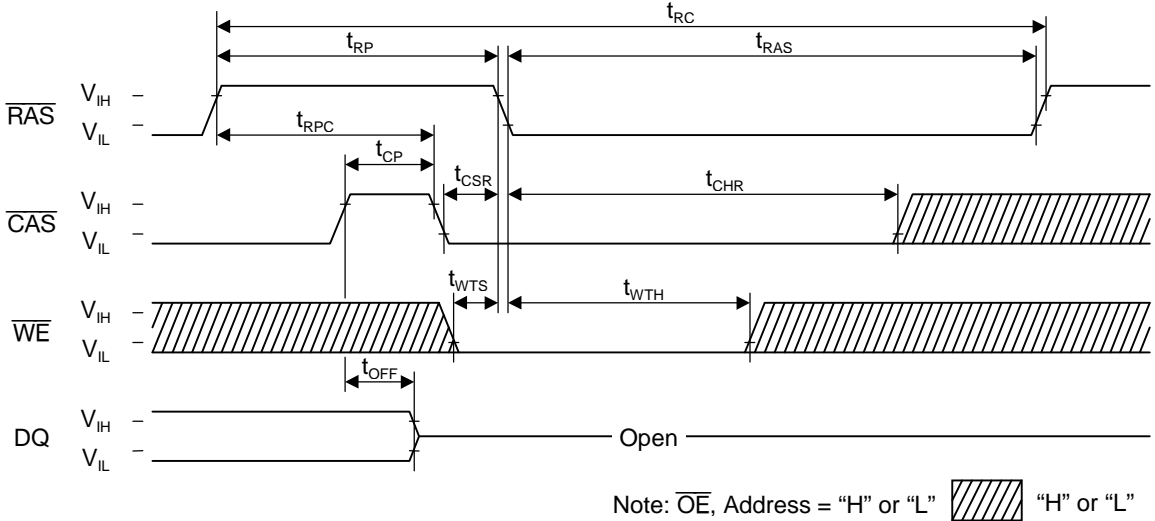 tRC
tRP
tRAS
RAS
VIH
VIL
tRPC
tCP
tCSR
tCHR
CAS
VIH
VIL
tWTS
tWTH
WE
VIH
VIL
tOFF
DQ
VIH
VIL
Open
Note: OE, Address = “H” or “L” “H” or “L”